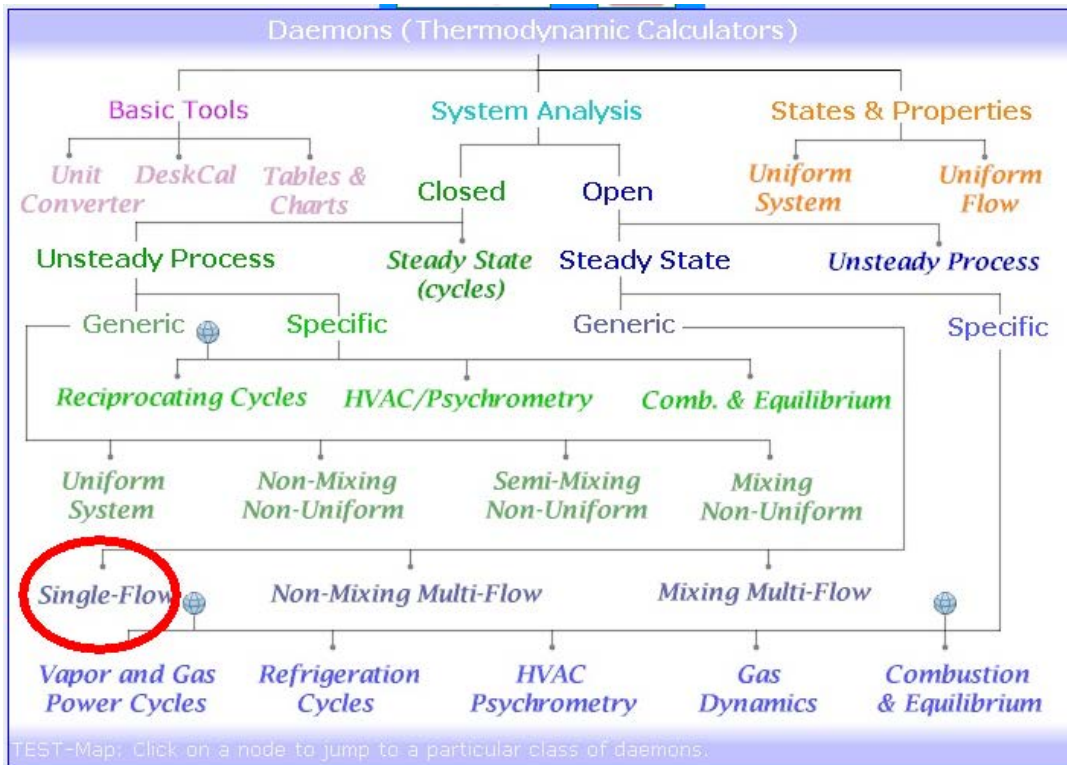 Daemons (Thermodynamic Calculators)
Basic Tools
System Analysis
States & Properties
Unit
Converter
DeskCal
Tables &
Charts
Closed
Open
Uniform
System
Uniform
Flow
Unsteady Process
Steady State
(cycles)
Steady State
Unsteady Process
Generic
Specific
Generic
Specific
Reciprocating Cycles
HVAC/Psychrometry
Comb. & Equilibrium
Uniform
System
Non-Mixing
Non-Uniform
Semi-Mixing
Non-Uniform
Mixing
Non-Uniform
Single-Flow
Non-Mixing Multi-Flow
Mixing Multi-Flow
Vapor and Gas
Power Cycles
Refrigeration
Cycles
HVAC
Psychrometry
Gas
Dynamics
Combustion
& Equilibrium
TEST-Map: Click on a node to jump to a particular class of daemons.